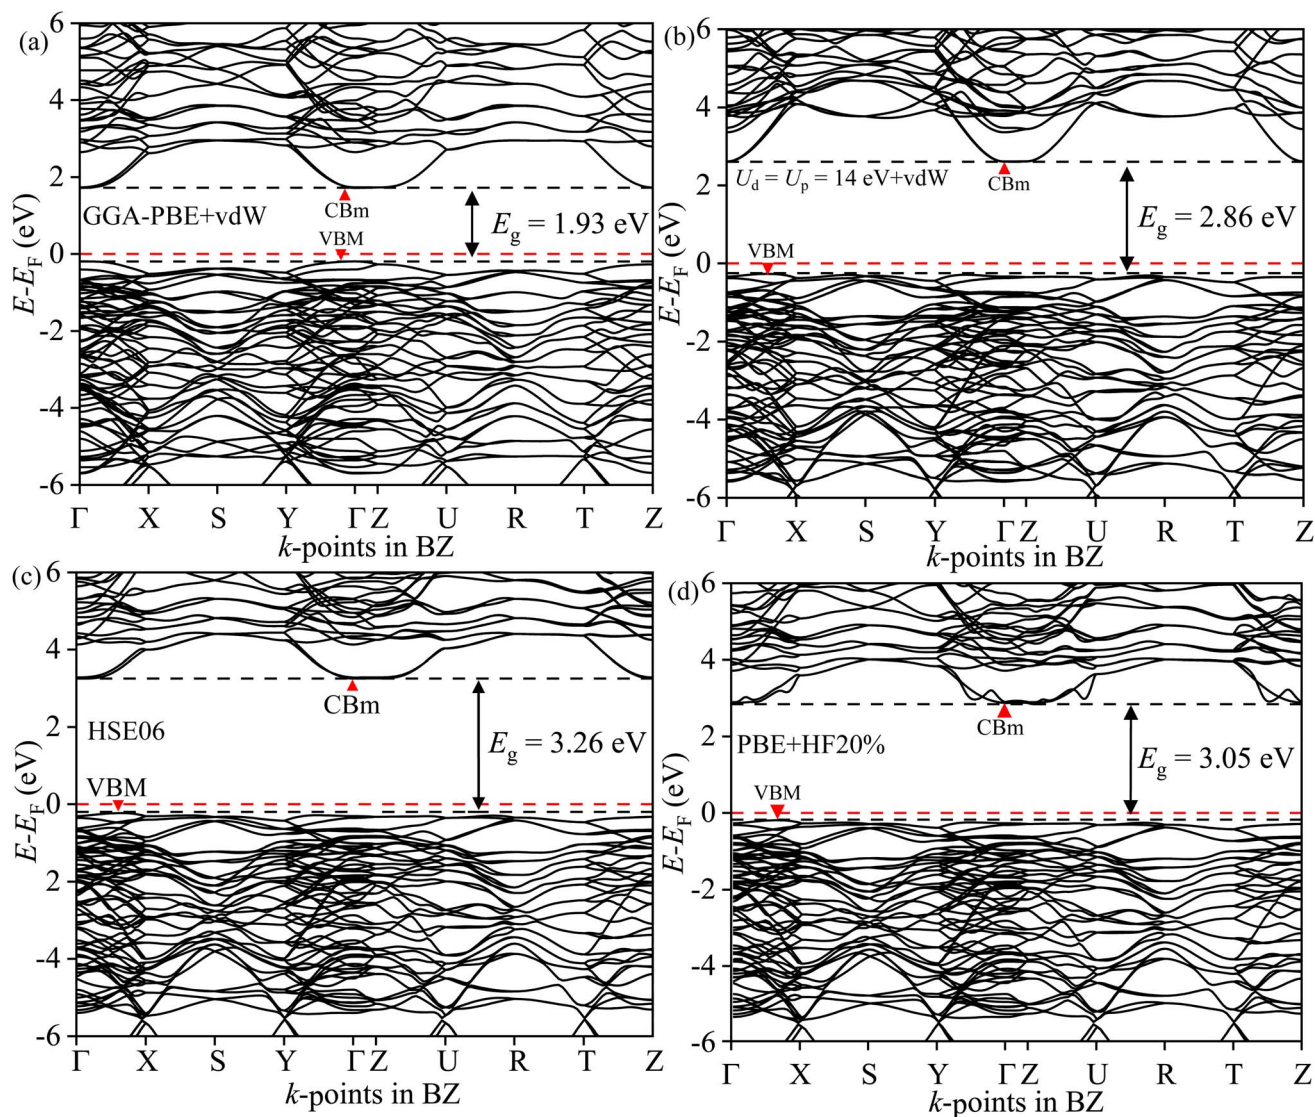 (a)
E-E_F (eV)
6
4
2
0
-2
-4
-6
GGA-PBE+vdW
CBm
VBM
E_g = 1.93 eV
Γ X S Y Γ Z U R T Z
k-points in BZ
(b)
E-E_F (eV)
6
4
2
0
-2
-4
-6
U_d = U_p = 14 eV+vdW
CBm
VBM
E_g = 2.86 eV
Γ X S Y Γ Z U R T Z
k-points in BZ
(c)
E-E_F (eV)
6
4
2
0
2
-4
-6
CBm
HSE06
E_g = 3.26 eV
VBM
Γ X S Y Γ Z U R T Z
k-points in BZ
(d)
E-E_F (eV)
6
4
2
0
-2
-4
-6
CBm
PBE+HF20%
E_g = 3.05 eV
VBM
Γ X S Y Γ Z U R T Z
k-points in BZ